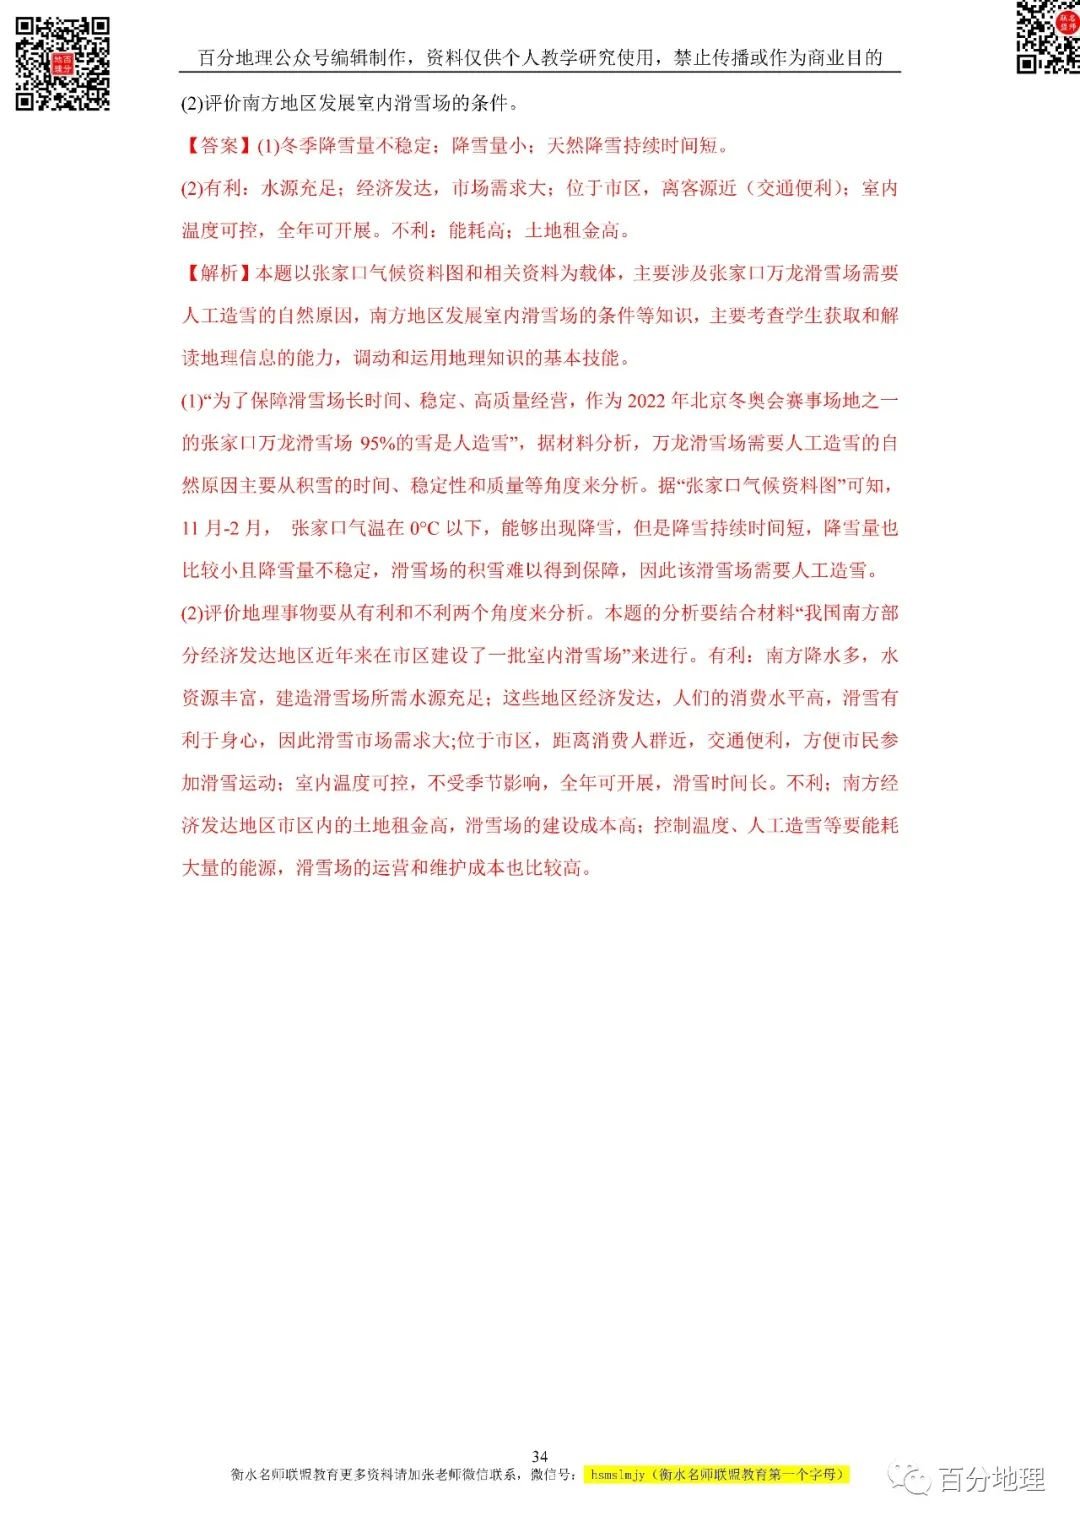 百分地理公众号编辑制作，资料仅供个人教学研究使用，禁止传播或作为商业目的
(2)评价南方地区发展室内滑雪场的条件。
【答案】(1)冬季降雪量不稳定；降雪量小；天然降雪持续时间短。
(2)有利：水源充足；经济发达，市场需求大；位于市区，离客源近（交通便利）；室内
温度可控，全年可开展。不利：能耗高；土地租金高。
【解析】本题以张家口气候资料图和相关资料为载体，主要涉及张家口万龙滑雪场需要
人工造雪的自然原因，南方地区发展室内滑雪场的条件等知识，主要考查学生获取和解
读地理信息的能力，调动和运用地理知识的基本技能。
(1)“为了保障滑雪场长时间、稳定、高质量经营，作为 2022 年北京冬奥会赛事场地之一
的张家口万龙滑雪场 95%的雪是人造雪”，据材料分析，万龙滑雪场需要人工造雪的自
然原因主要从积雪的时间、稳定性和质量等角度来分析。据“张家口气候资料图”可知，
11 月-2 月， 张家口气温在 0°C 以下，能够出现降雪，但是降雪持续时间短，降雪量也
比较小且降雪量不稳定，滑雪场的积雪难以得到保障，因此该滑雪场需要人工造雪。
(2)评价地理事物要从有利和不利两个角度来分析。本题的分析要结合材料“我国南方部
分经济发达地区近年来在市区建设了一批室内滑雪场”来进行。有利：南方降水多，水
资源丰富，建造滑雪场所需水源充足；这些地区经济发达，人们的消费水平高，滑雪有
利于身心，因此滑雪市场需求大;位于市区，距离消费人群近，交通便利，方便市民参
加滑雪运动；室内温度可控，不受季节影响，全年可开展，滑雪时间长。不利；南方经
济发达地区市区内的土地租金高，滑雪场的建设成本高；控制温度、人工造雪等要能耗
大量的能源，滑雪场的运营和维护成本也比较高。
34
衡水名师联盟教育更多资料请加张老师微信联系，微信号： hsmslmjy（衡水名师联盟教育第一个字母）
百分地理